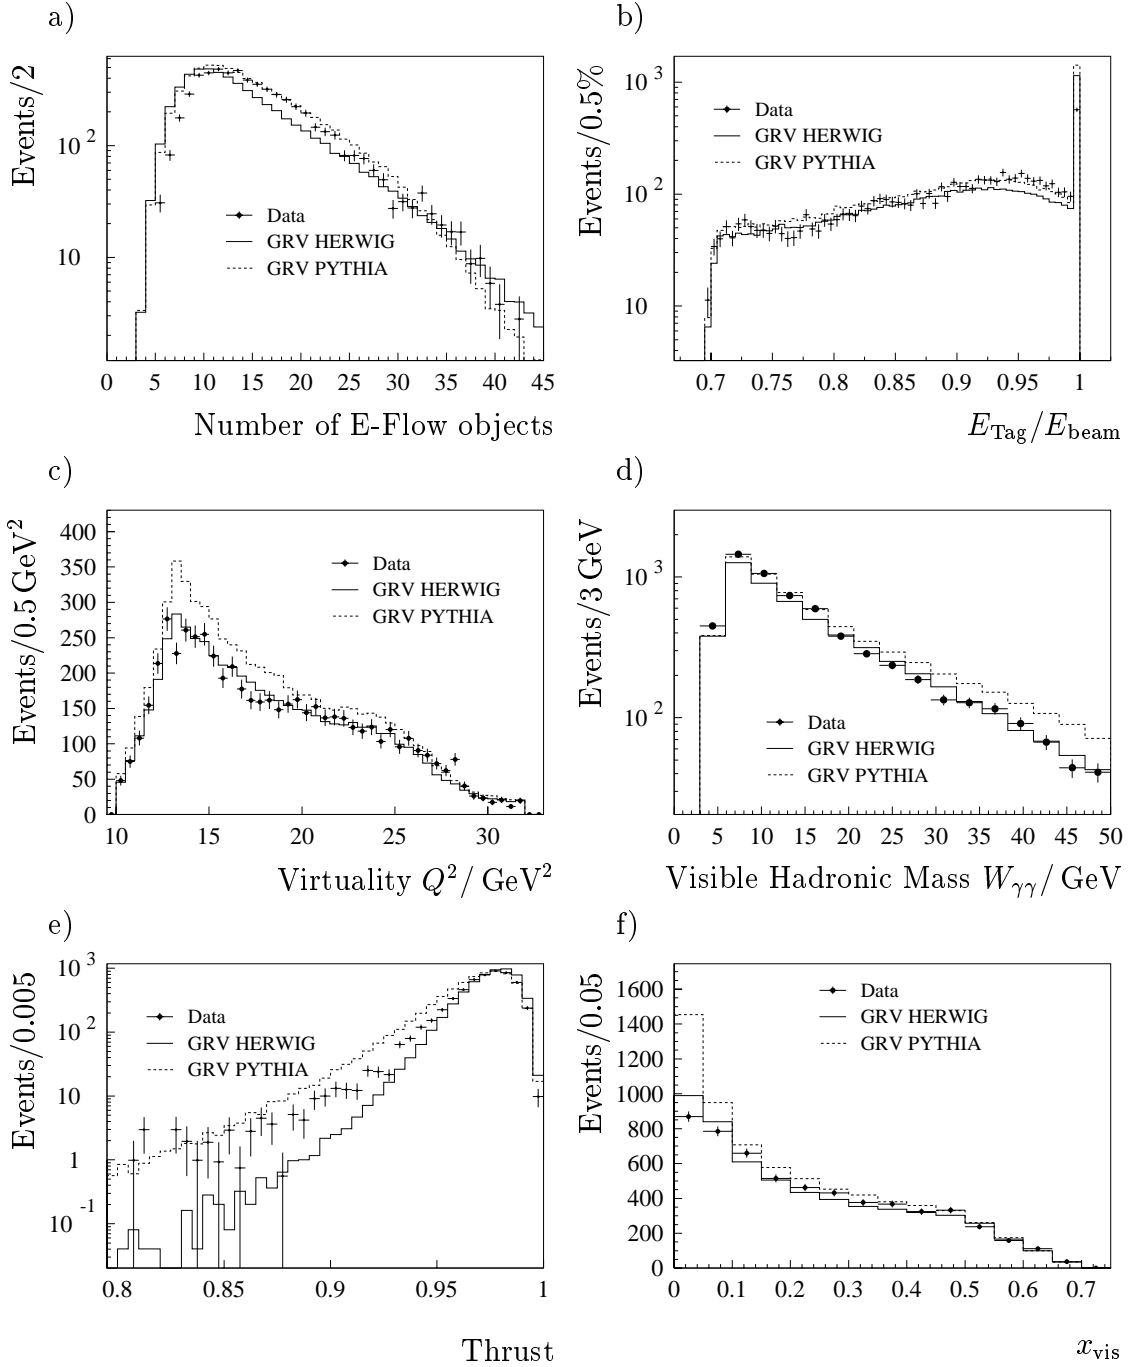 a)
Events/2
10 2
10
Data
GRV HERWIG
GRV PYTHIA
0 5 10 15 20 25 30 35 40 45
Number of E-Flow objects
b)
Events/0.5%
10 3
10 2
10
Data
GRV HERWIG
GRV PYTHIA
0.7 0.75 0.8 0.85 0.9 0.95 1
E_Tag/E_beam
c)
Events/0.5 GeV²
400
350
300
250
200
150
100
50
0
Data
GRV HERWIG
GRV PYTHIA
10 15 20 25 30
Virtuality Q²/ GeV²
d)
Events/3 GeV
10 3
10 2
Data
GRV HERWIG
GRV PYTHIA
0 5 10 15 20 25 30 35 40 45 50
Visible Hadronic Mass W_γγ/ GeV
e)
Events/0.005
10 3
10 2
10
1
10 -1
Data
GRV HERWIG
GRV PYTHIA
0.8 0.85 0.9 0.95 1
Thrust
f)
Events/0.05
1600
1400
1200
1000
800
600
400
200
0
Data
GRV HERWIG
GRV PYTHIA
0 0.1 0.2 0.3 0.4 0.5 0.6 0.7
x_vis